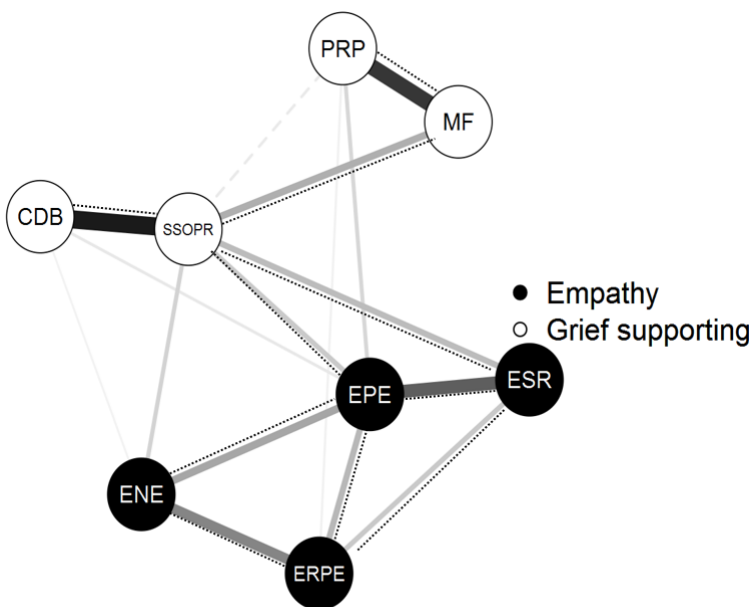 PRP
MF
CDB
SSOPR
Empathy
Grief supporting
EPE
ESR
ENE
ERPE